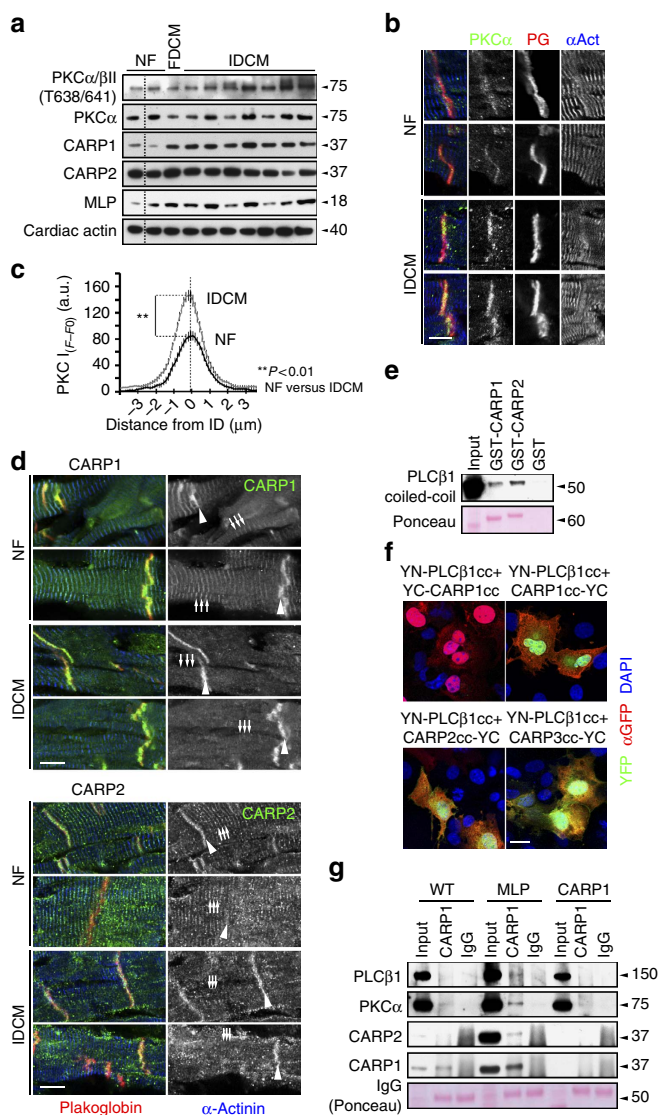 a
NF
FDCM
IDCM
PKCα/βII
(T638/641)
75
PKCα
75
CARP1
37
CARP2
37
MLP
18
Cardiac actin
40
b
PKCα
PG
αAct
NF
IDCM
c
PKC I(F–F0) (a.u.)
160
120
80
40
0
**
IDCM
NF
**P<0.01
NF versus IDCM
–3
–2
–1
0
1
2
3
Distance from ID (μm)
d
CARP1
CARP1
NF
IDCM
CARP2
CARP2
NF
IDCM
Plakoglobin
α-Actinin
e
Input
GST-CARP1
GST-CARP2
GST
PLCβ1
coiled-coil
50
Ponceau
60
f
YN-PLCβ1cc+
YC-CARP1cc
YN-PLCβ1cc+
CARP1cc-YC
YN-PLCβ1cc+
CARP2cc-YC
YN-PLCβ1cc+
CARP3cc-YC
YFP αGFP DAPI
g
WT
MLP
CARP1
Input
CARP1
IgG
Input
CARP1
IgG
Input
CARP1
IgG
PLCβ1
150
PKCα
75
CARP2
37
CARP1
37
IgG
(Ponceau)
50